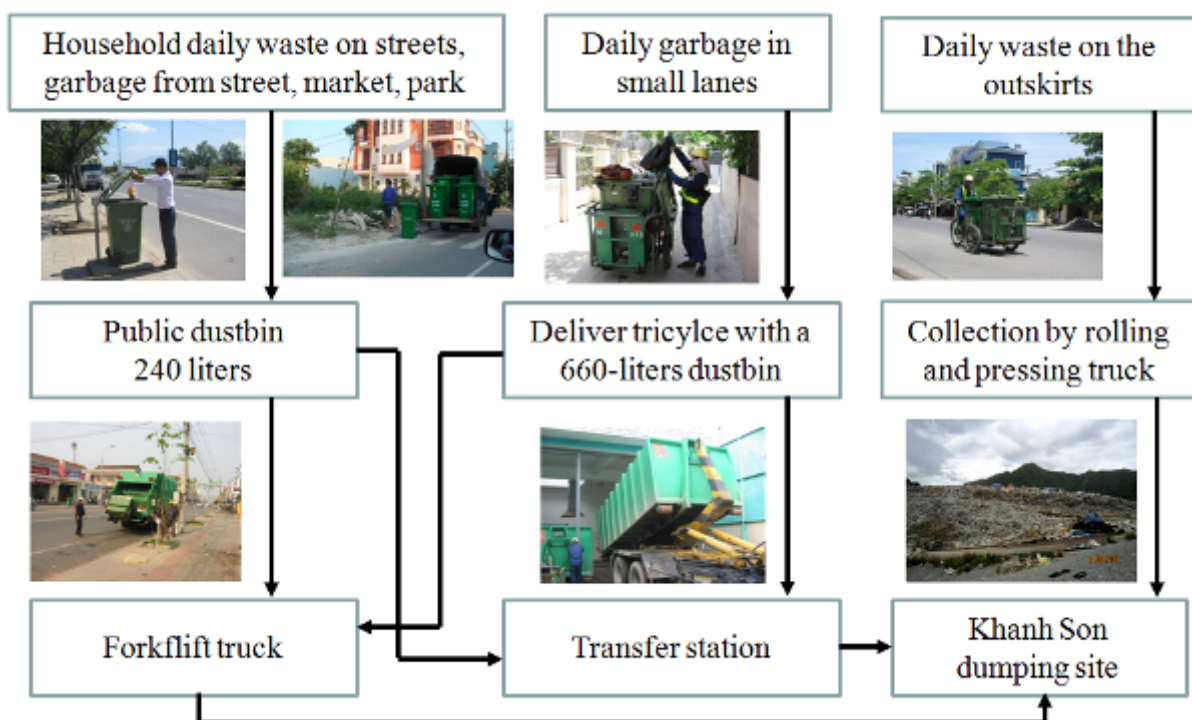 Household daily waste on streets,
garbage from street, market, park
Daily garbage in
small lanes
Daily waste on the
outskirts
Public dustbin
240 liters
Deliver tricylce with a
660-liters dustbin
Collection by rolling
and pressing truck
Forkflift truck
Transfer station
Khanh Son
dumping site